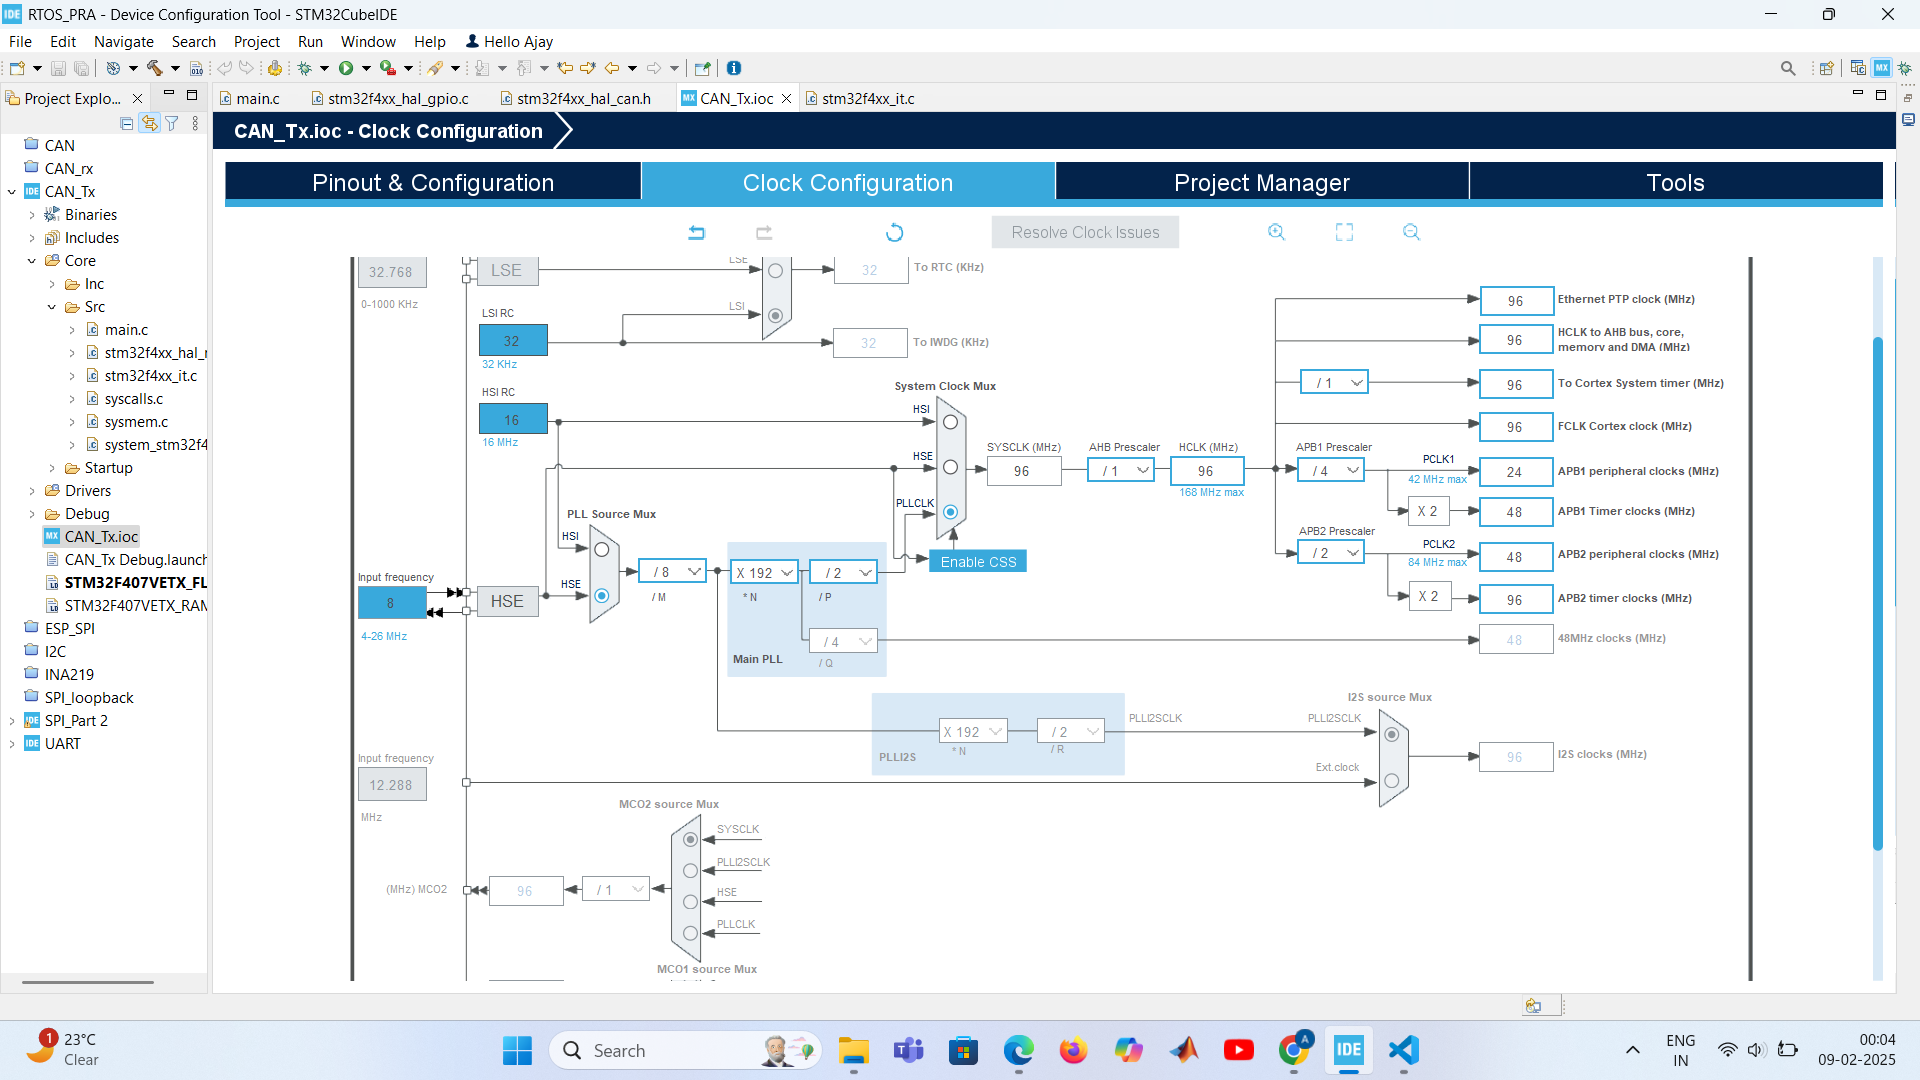 IDE RTOS_PRA - Device Configuration Tool - STM32CubeIDE
File Edit Navigate Search Project Run Window Help Hello Ajay
Project Explo...
main.c
stm32f4xx_hal_gpio.c
stm32f4xx_hal_can.h
MX CAN_Tx.ioc
stm32f4xx_it.c
CAN_Tx.ioc - Clock Configuration
Pinout & Configuration
Clock Configuration
Project Manager
Tools
Resolve Clock Issues
CAN
CAN_rx
IDE CAN_Tx
Binaries
Includes
Core
Inc
Src
main.c
stm32f4xx_hal_
stm32f4xx_it.c
syscalls.c
sysmem.c
system_stm32f4
Startup
Drivers
Debug
MX CAN_Tx.ioc
CAN_Tx Debug.launch
STM32F407VETX_FL
STM32F407VETX_RAM
ESP_SPI
I2C
INA219
SPI_loopback
IDE SPI_Part 2
IDE UART
32.768
0-1000 KHz
LSE
LSE
32
To RTC (KHz)
LSI RC
LSI
32
32 KHz
32
To IWDG (KHz)
HSI RC
16
16 MHz
System Clock Mux
HSI
HSE
PLLCLK
SYSCLK (MHz)
96
AHB Prescaler
/ 1
HCLK (MHz)
96
168 MHz max
Enable CSS
PLL Source Mux
HSI
HSE
Input frequency
8
4-26 MHz
HSE
/ 8
/ M
X 192
* N
/ 2
/ P
/ 4
/ Q
Main PLL
96
Ethernet PTP clock (MHz)
96
HCLK to AHB bus, core,
memory and DMA (MHz)
/ 1
96
To Cortex System timer (MHz)
96
FCLK Cortex clock (MHz)
APB1 Prescaler
/ 4
PCLK1
42 MHz max
24
APB1 peripheral clocks (MHz)
X 2
48
APB1 Timer clocks (MHz)
APB2 Prescaler
/ 2
PCLK2
84 MHz max
48
APB2 peripheral clocks (MHz)
X 2
96
APB2 timer clocks (MHz)
48
48MHz clocks (MHz)
X 192
* N
/ 2
/ R
PLLI2S
PLLI2SCLK
I2S source Mux
PLLI2SCLK
Ext.clock
96
I2S clocks (MHz)
Input frequency
12.288
MHz
MCO2 source Mux
SYSCLK
PLLI2SCLK
HSE
PLLCLK
(MHz) MCO2
96
/ 1
MCO1 source Mux
1
23°C
Clear
Search
A
IDE
ENG
IN
00:04
09-02-2025